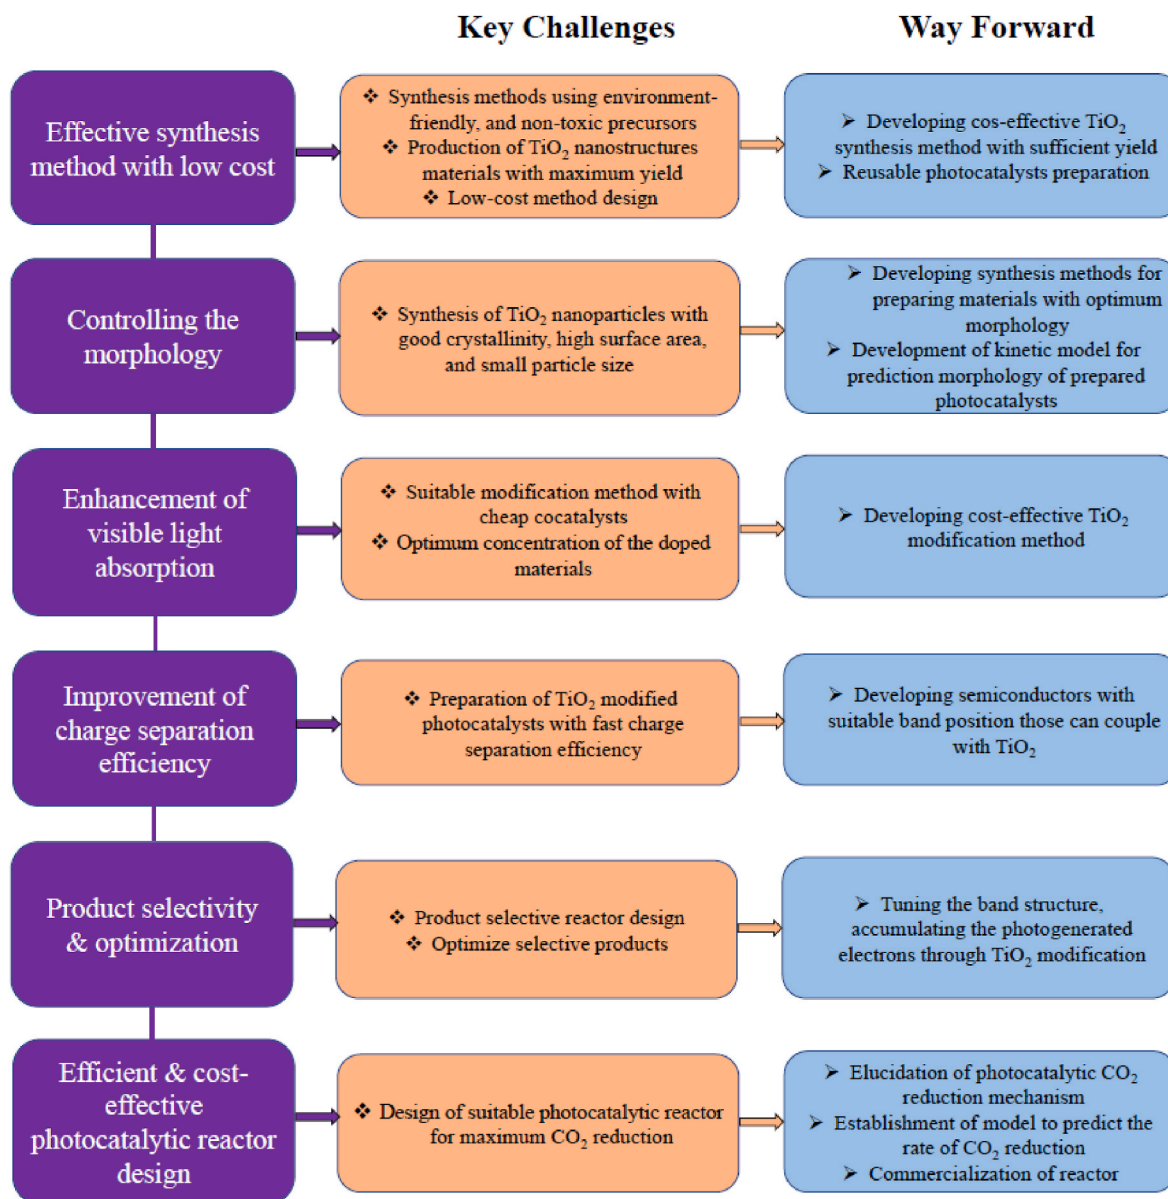 Key Challenges
Way Forward
Effective synthesis
method with low cost
❖ Synthesis methods using environment-
friendly, and non-toxic precursors
❖ Production of TiO₂ nanostructures
materials with maximum yield
❖ Low-cost method design
➢ Developing cos-effective TiO₂
synthesis method with sufficient yield
➢ Reusable photocatalysts preparation
Controlling the
morphology
❖ Synthesis of TiO₂ nanoparticles with
good crystallinity, high surface area,
and small particle size
➢ Developing synthesis methods for
preparing materials with optimum
morphology
➢ Development of kinetic model for
prediction morphology of prepared
photocatalysts
Enhancement of
visible light
absorption
❖ Suitable modification method with
cheap cocatalysts
❖ Optimum concentration of the doped
materials
➢ Developing cost-effective TiO₂
modification method
Improvement of
charge separation
efficiency
❖ Preparation of TiO₂ modified
photocatalysts with fast charge
separation efficiency
➢ Developing semiconductors with
suitable band position those can couple
with TiO₂
Product selectivity
& optimization
❖ Product selective reactor design
❖ Optimize selective products
➢ Tuning the band structure,
accumulating the photogenerated
electrons through TiO₂ modification
Efficient & cost-
effective
photocatalytic reactor
design
❖ Design of suitable photocatalytic reactor
for maximum CO₂ reduction
➢ Elucidation of photocatalytic CO₂
reduction mechanism
➢ Establishment of model to predict the
rate of CO₂ reduction
➢ Commercialization of reactor